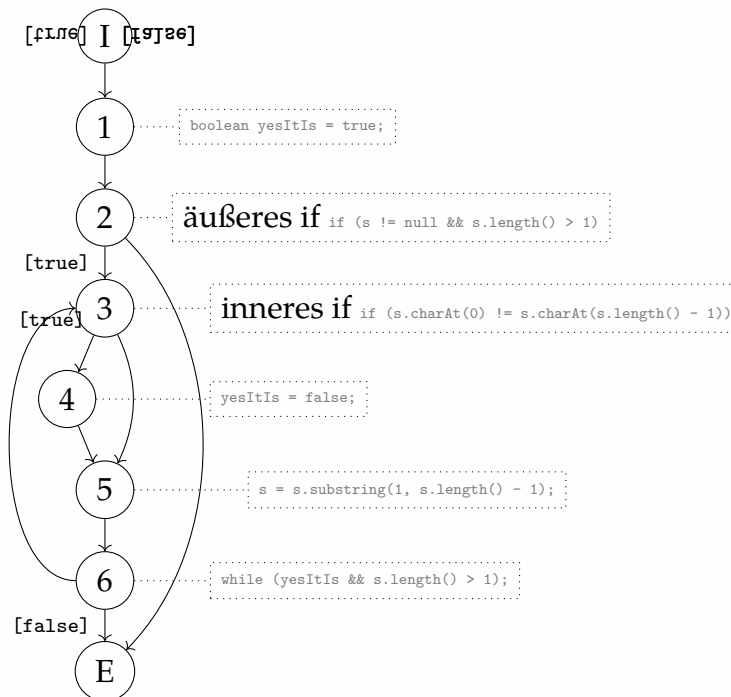 [true] I [false]
1 boolean yesItIs = true;
2 äußeres if if (s != null && s.length() > 1)
[true]
3 inneres if if (s.charAt(0) != s.charAt(s.length() - 1))
[true]
4 yesItIs = false;
5 s = s.substring(1, s.length() - 1);
6 while (yesItIs && s.length() > 1);
[false]
E